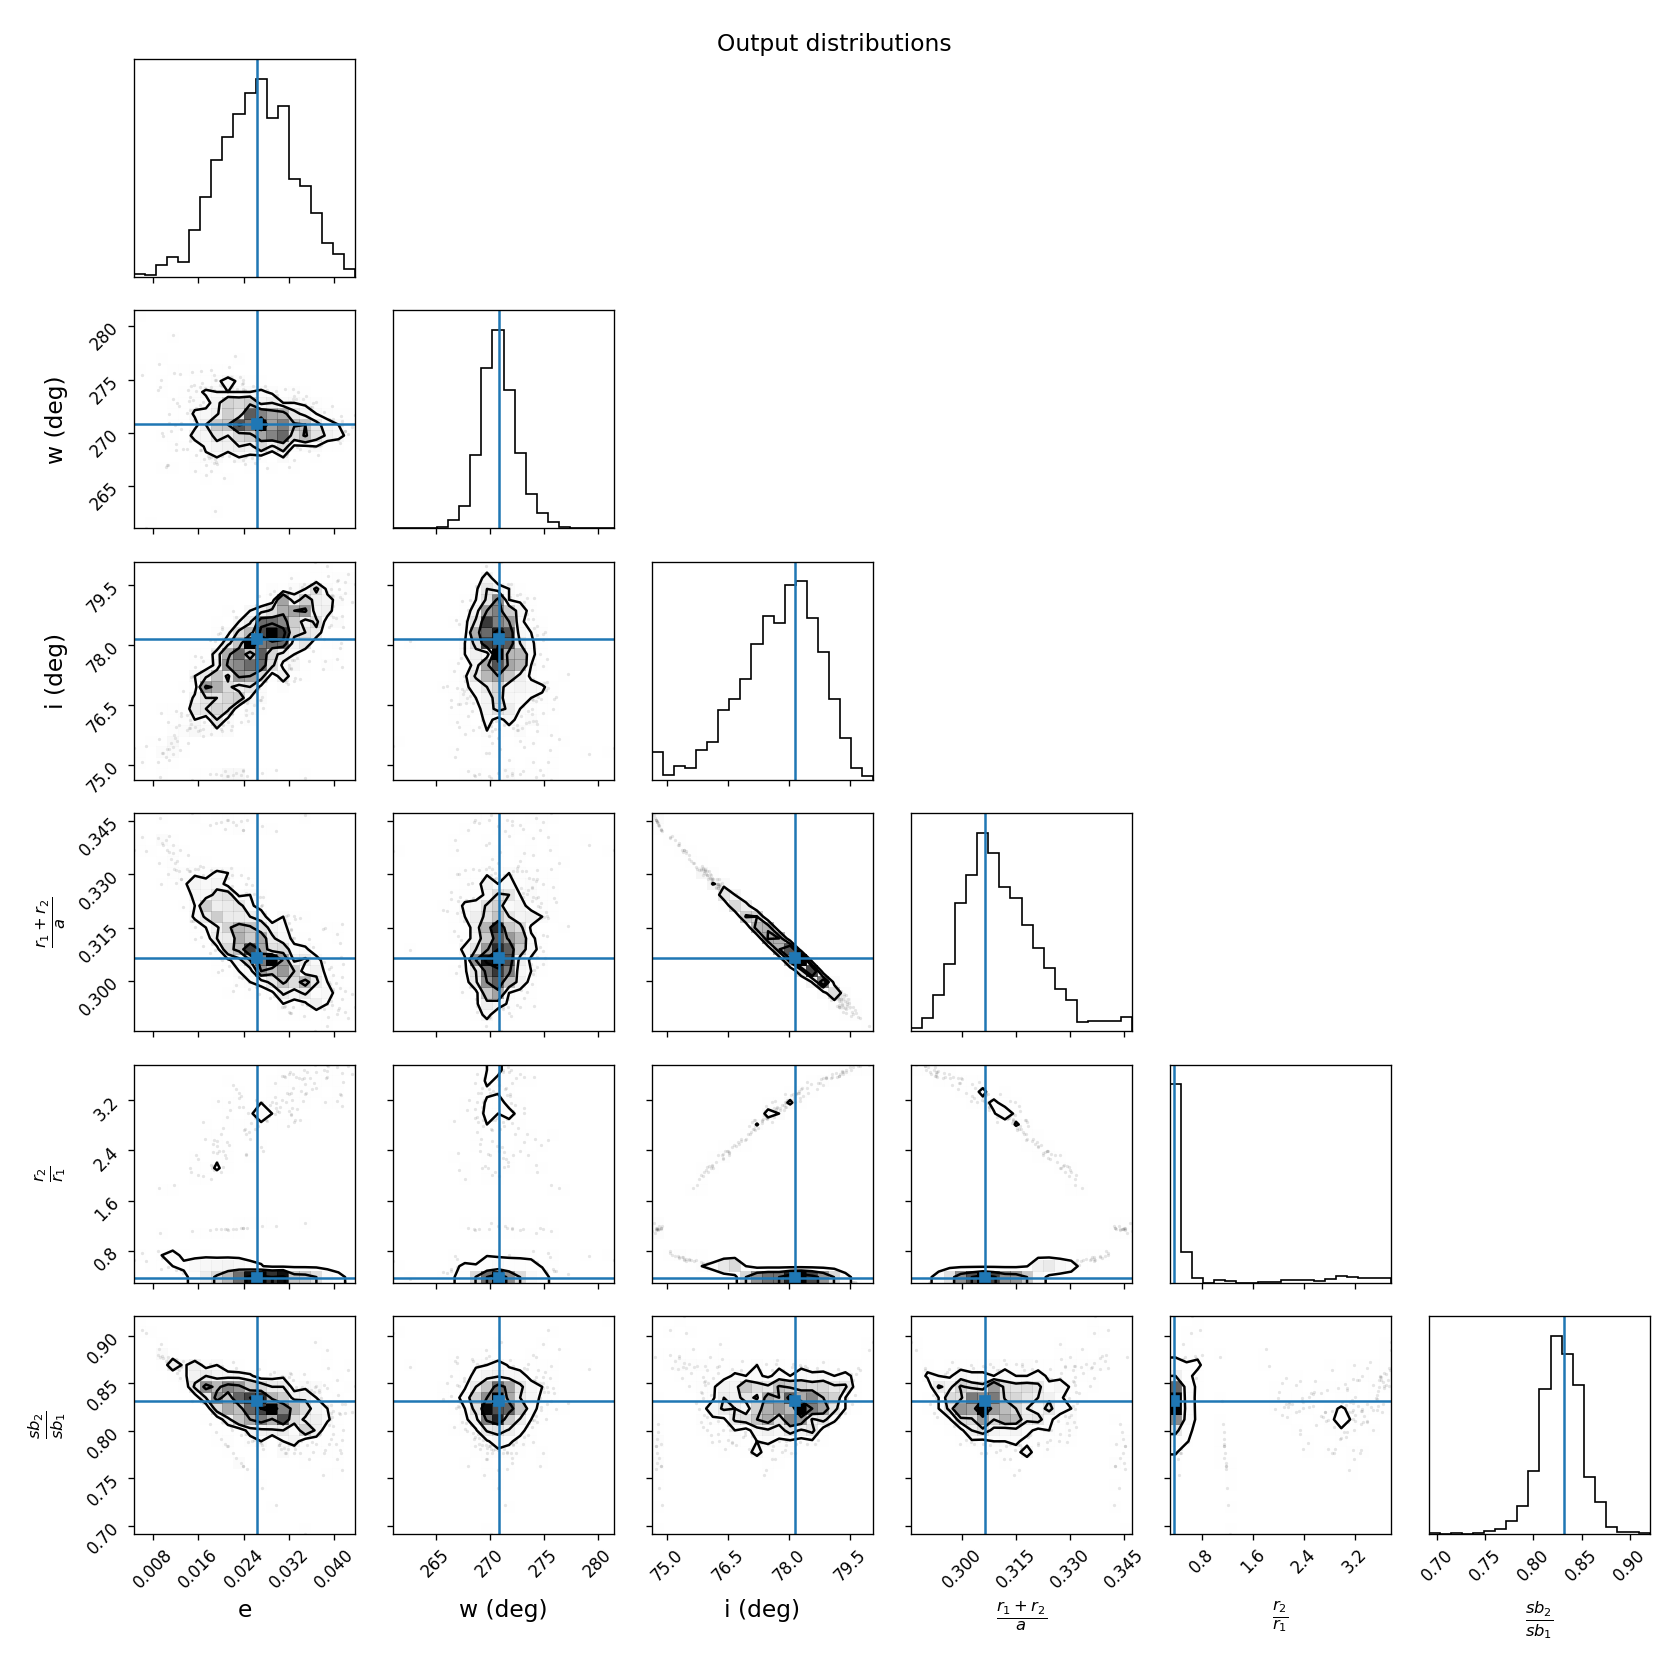 Output distributions
280
275
270
265
w (deg)
79.5
78.0
76.5
75.0
i (deg)
0.345
0.330
0.315
0.300
r₁ + r₂
a
3.2
2.4
1.6
0.8
r₂
r₁
0.90
0.85
0.80
0.75
0.70
sb₂
sb₁
0.008 0.016 0.024 0.032 0.040 265 270 275 280 75.0 76.5 78.0 79.5 0.300 0.315 0.330 0.345 0.8 1.6 2.4 3.2 0.70 0.75 0.80 0.85 0.90
e w (deg) i (deg) r₁ + r₂ r₂ sb₂
a r₁ sb₁